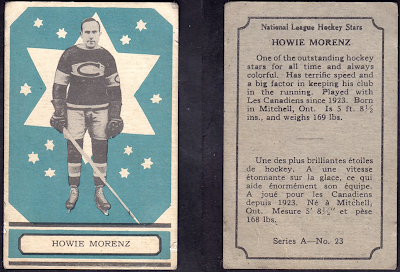 HOWIE MORENZ
National League Hockey Stars
HOWIE MORENZ
One of the outstanding hockey
stars for all time and always
colorful. Has terrific speed and
a big factor in keeping his club
in the running. Played with
Les Canadiens since 1923. Born
in Mitchell, Ont. Is 5 ft. 8½
ins., and weighs 169 lbs.
Une des plus brilliantes étoiles
de hockey. A une vitesse
étonnante sur la glace, ce qui
aide énormément son équipe.
A joué pour les Canadiens
depuis 1923. Né à Mitchell,
Ont. Mesure 5' 8½" et pèse
168 lbs.
Series A—No. 23